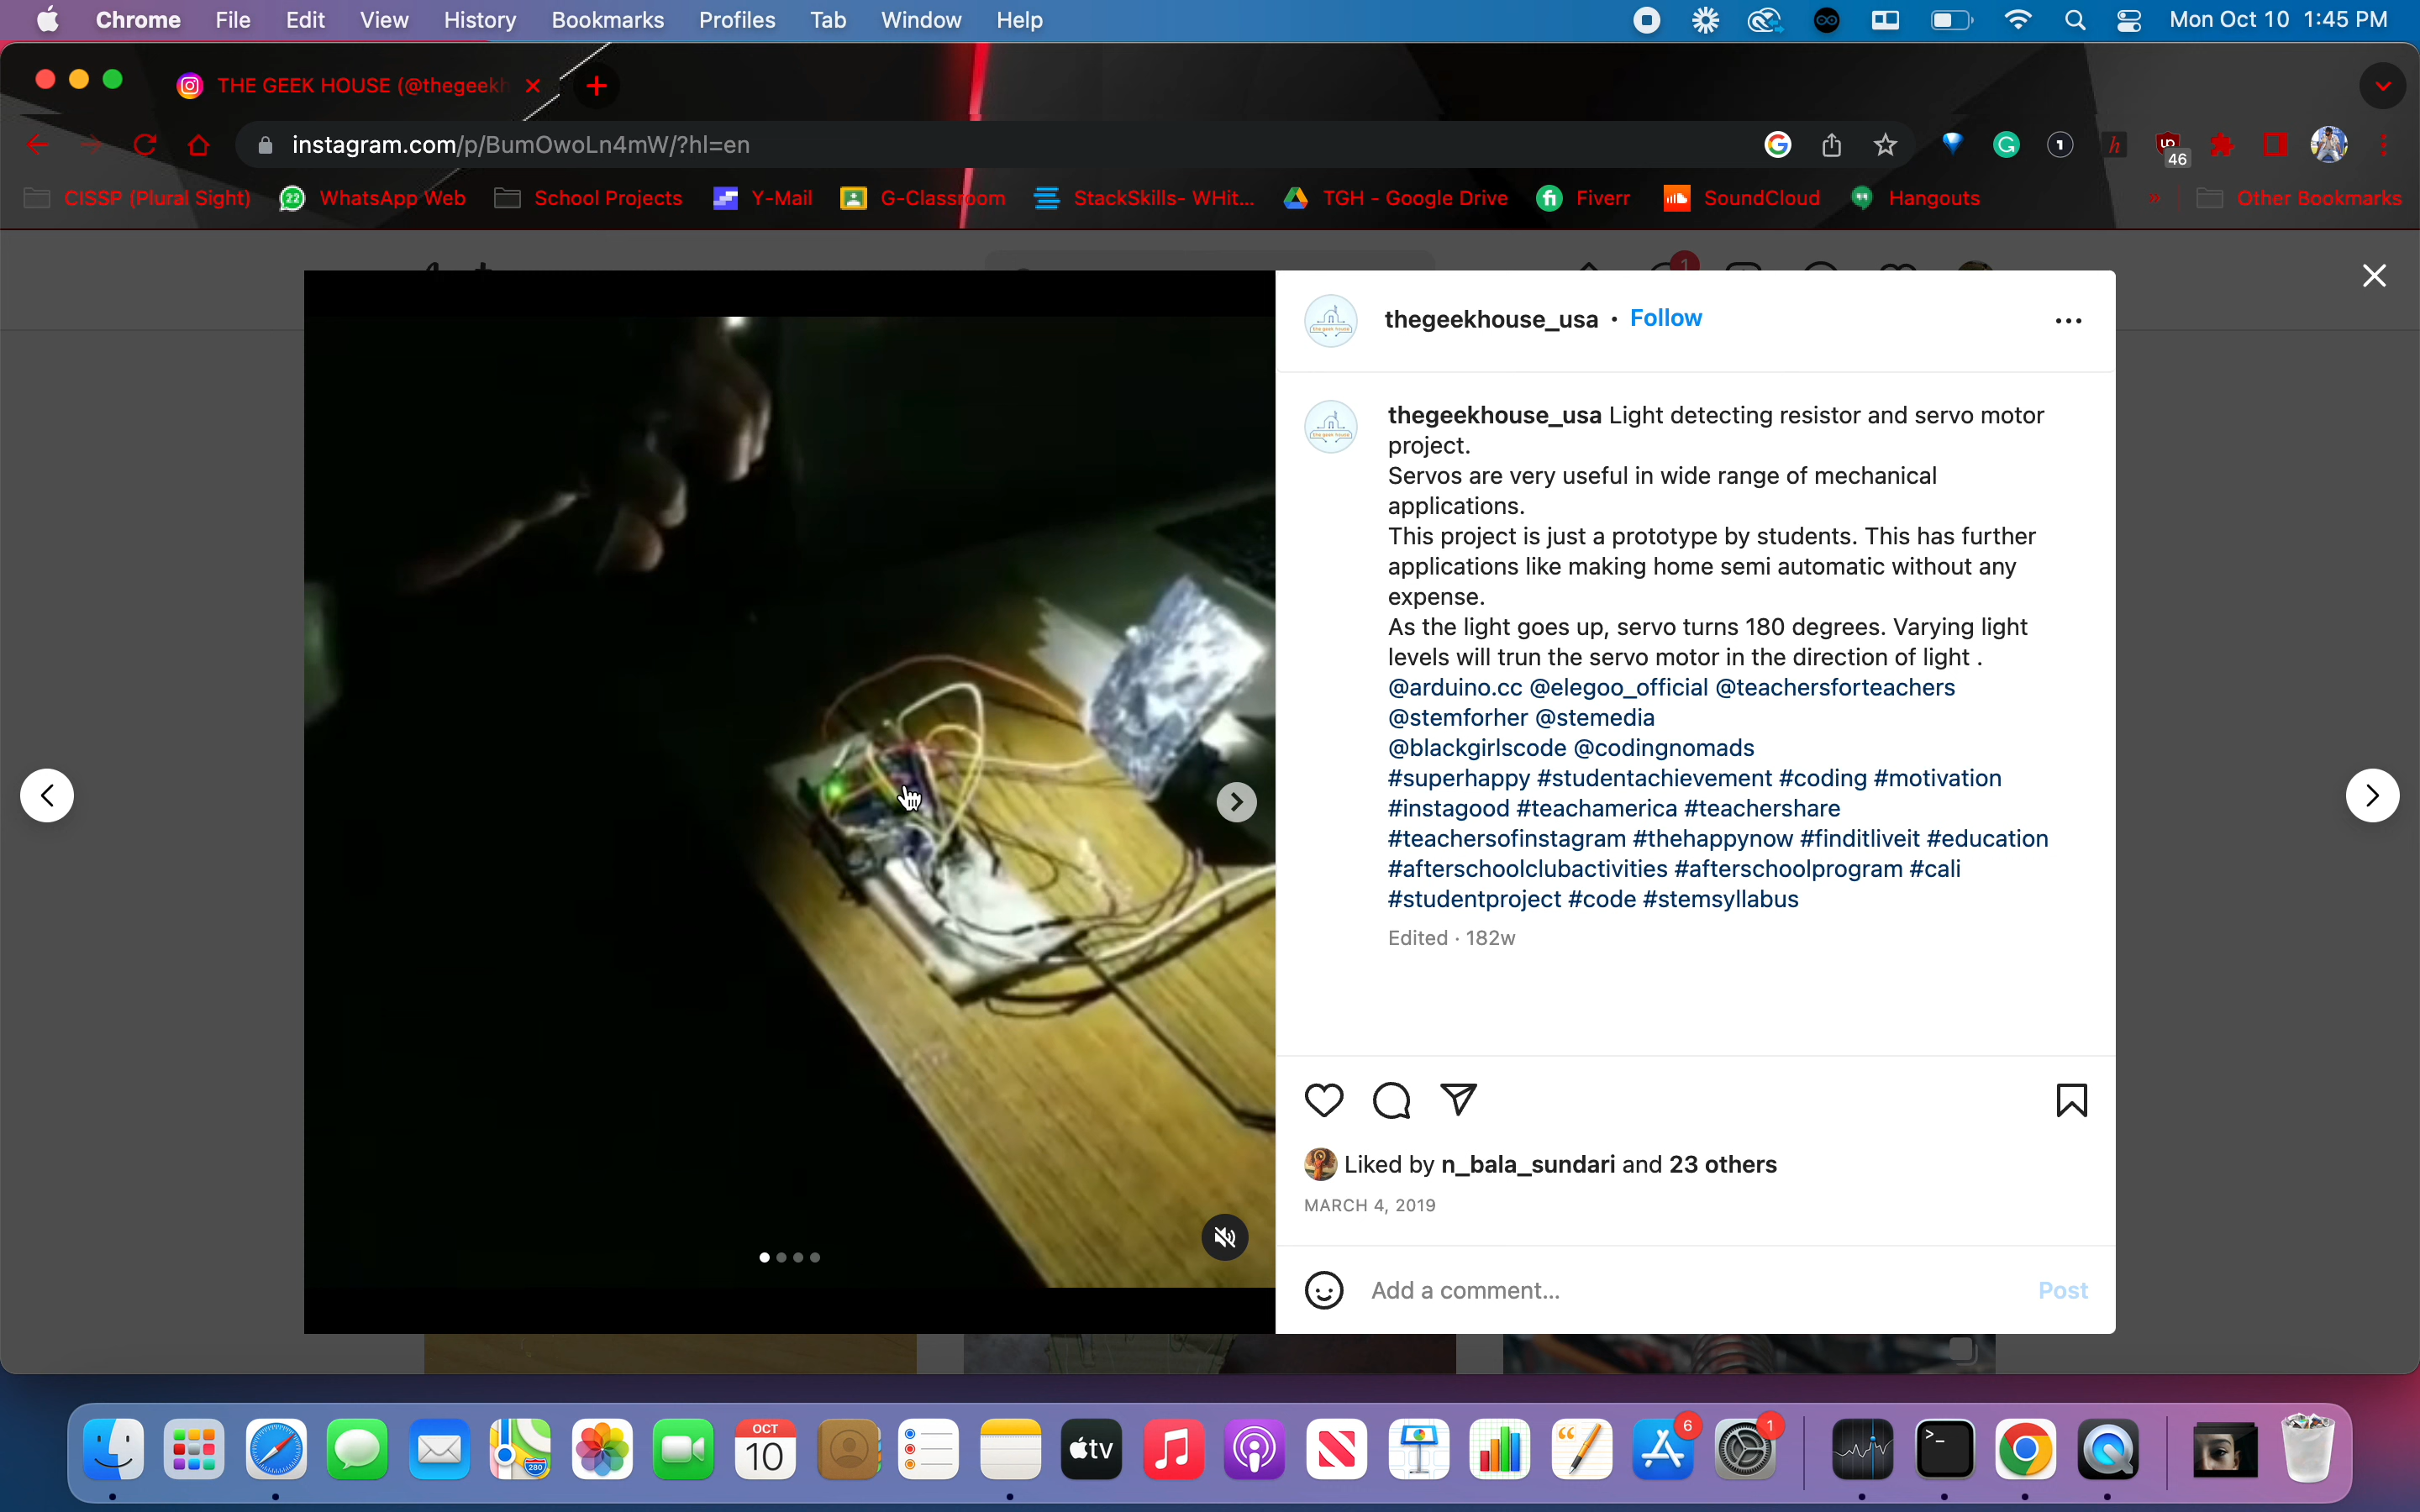 Chrome File Edit View History Bookmarks Profiles Tab Window Help Mon Oct 10 1:45 PM
THE GEEK HOUSE (@thegeekh
instagram.com/p/BumOwoLn4mW/?hl=en
46
CISSP (Plural Sight) 22 WhatsApp Web School Projects Y-Mail G-Classroom StackSkills- WHit... TGH - Google Drive Fiverr SoundCloud Hangouts » Other Bookmarks
1
thegeekhouse_usa • Follow
thegeekhouse_usa Light detecting resistor and servo motor
project.
Servos are very useful in wide range of mechanical
applications.
This project is just a prototype by students. This has further
applications like making home semi automatic without any
expense.
As the light goes up, servo turns 180 degrees. Varying light
levels will trun the servo motor in the direction of light .
@arduino.cc @elegoo_official @teachersforteachers
@stemforher @stemedia
@blackgirlscode @codingnomads
#superhappy #studentachievement #coding #motivation
#instagood #teachamerica #teachershare
#teachersofinstagram #thehappynow #finditliveit #education
#afterschoolclubactivities #afterschoolprogram #cali
#studentproject #code #stemsyllabus
Edited · 182w
Liked by n_bala_sundari and 23 others
MARCH 4, 2019
Add a comment... Post
280 OCT 10 tv 6 1 >_